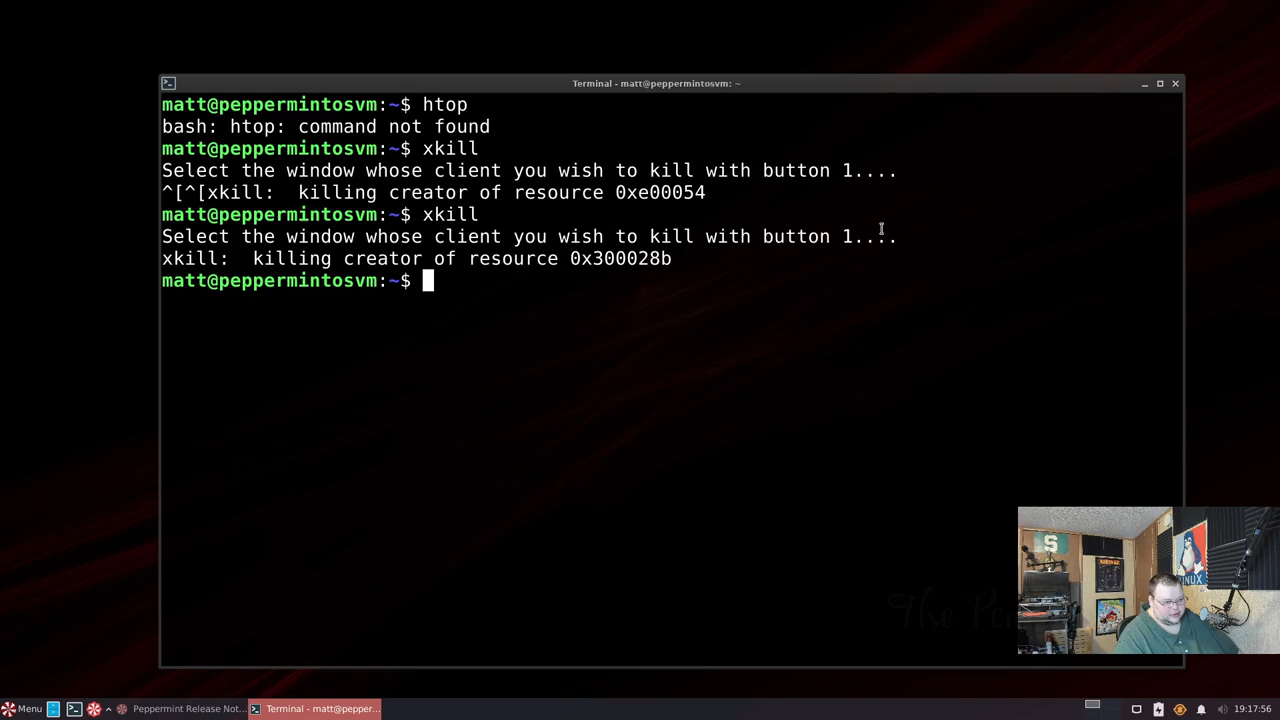 Terminal - matt@peppermintosvm: ~
matt@peppermintosvm:~$ htop
bash: htop: command not found
matt@peppermintosvm:~$ xkill
Select the window whose client you wish to kill with button 1....
^[^[xkill:  killing creator of resource 0xe00054
matt@peppermintosvm:~$ xkill
Select the window whose client you wish to kill with button 1....
xkill:  killing creator of resource 0x300028b
matt@peppermintosvm:~$
The
S
LINUX
Menu
Peppermint Release Not...
Terminal - matt@pepper...
19:17:56